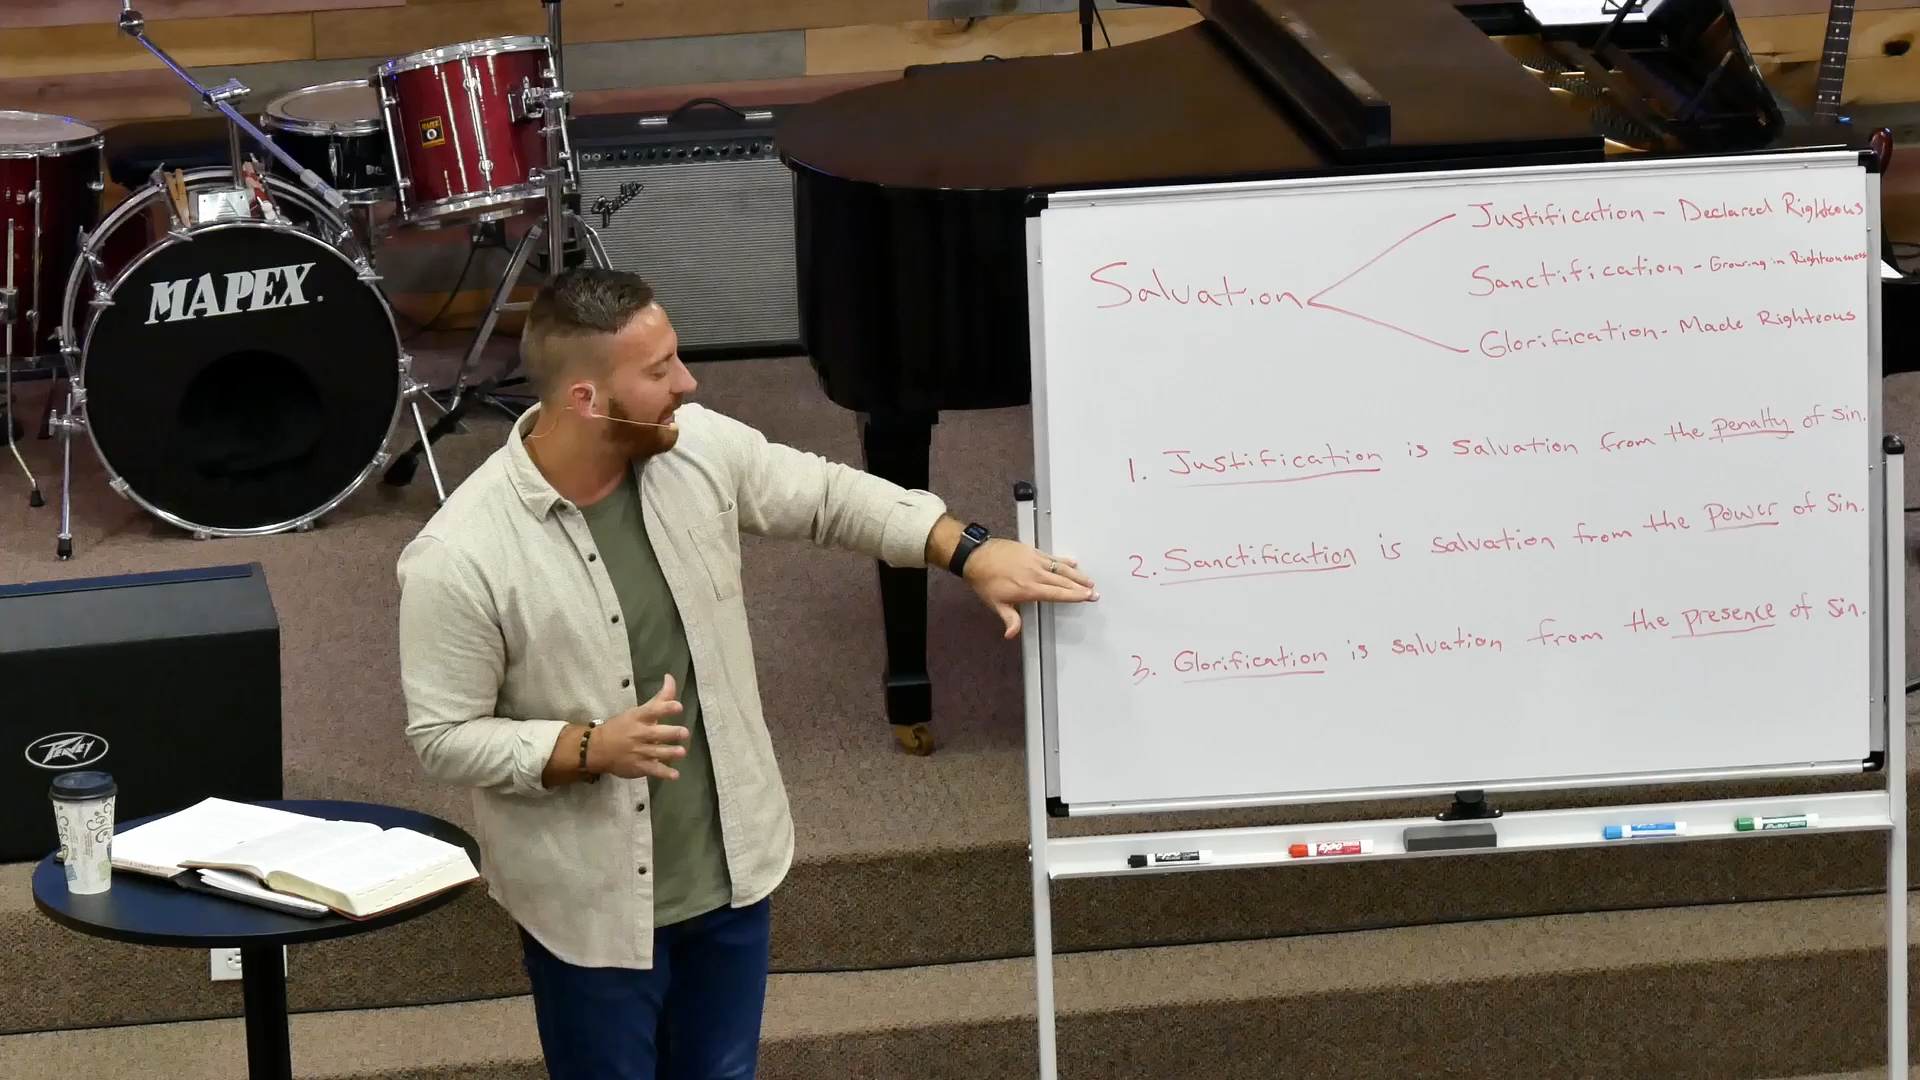 MAPEX
MAPEX.
Fender
PEAVEY
Salvation
Justification - Declared Righteous
Sanctification - Growing in Righteousness
Glorification - Made Righteous
1. Justification is salvation from the penalty of sin.
2. Sanctification is salvation from the power of sin.
3. Glorification is salvation from the presence of sin.
EXPO